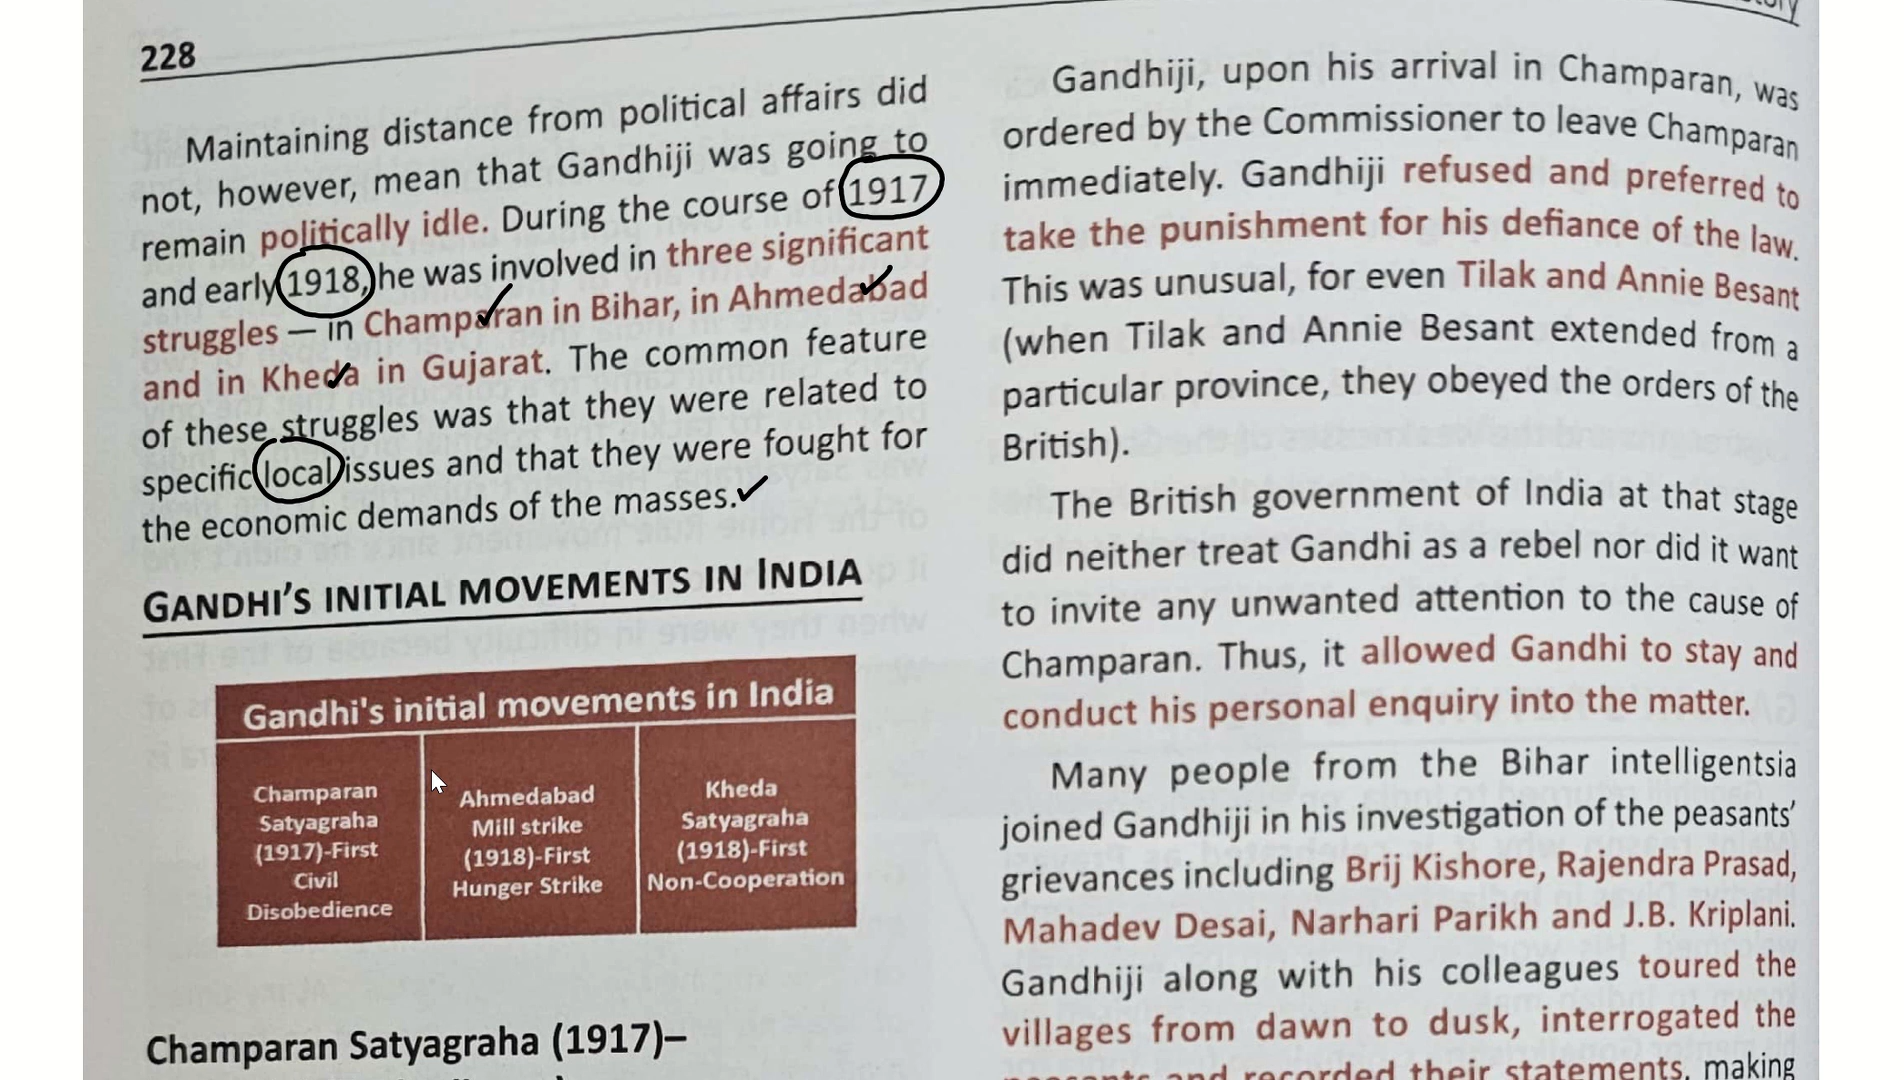 228
Maintaining distance from political affairs did
not, however, mean that Gandhiji was going to
remain politically idle. During the course of 1917
and early 1918, he was involved in three significant
struggles — in Champaran in Bihar, in Ahmedabad
and in Kheda in Gujarat. The common feature
of these struggles was that they were related to
specific local issues and that they were fought for
the economic demands of the masses.
GANDHI'S INITIAL MOVEMENTS IN INDIA
Gandhi's initial movements in India
Champaran
Satyagraha
(1917)-First
Civil
Disobedience
Ahmedabad
Mill strike
(1918)-First
Hunger Strike
Kheda
Satyagraha
(1918)-First
Non-Cooperation
Champaran Satyagraha (1917)–
Gandhiji, upon his arrival in Champaran, was
ordered by the Commissioner to leave Champaran
immediately. Gandhiji refused and preferred to
take the punishment for his defiance of the law.
This was unusual, for even Tilak and Annie Besant
(when Tilak and Annie Besant extended from a
particular province, they obeyed the orders of the
British).
The British government of India at that stage
did neither treat Gandhi as a rebel nor did it want
to invite any unwanted attention to the cause of
Champaran. Thus, it allowed Gandhi to stay and
conduct his personal enquiry into the matter.
Many people from the Bihar intelligentsia
joined Gandhiji in his investigation of the peasants'
grievances including Brij Kishore, Rajendra Prasad,
Mahadev Desai, Narhari Parikh and J.B. Kriplani.
Gandhiji along with his colleagues toured the
villages from dawn to dusk, interrogated the
peasants and recorded their statements, making